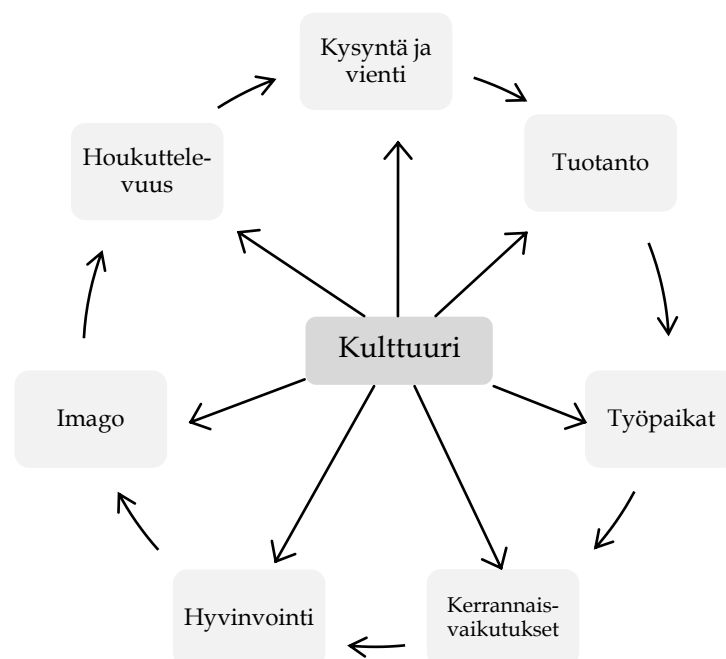 Kysyntä ja
vienti
Tuotanto
Työpaikat
Kerrannais-
vaikutukset
Hyvinvointi
Imago
Houkuttele-
vuus
Kulttuuri